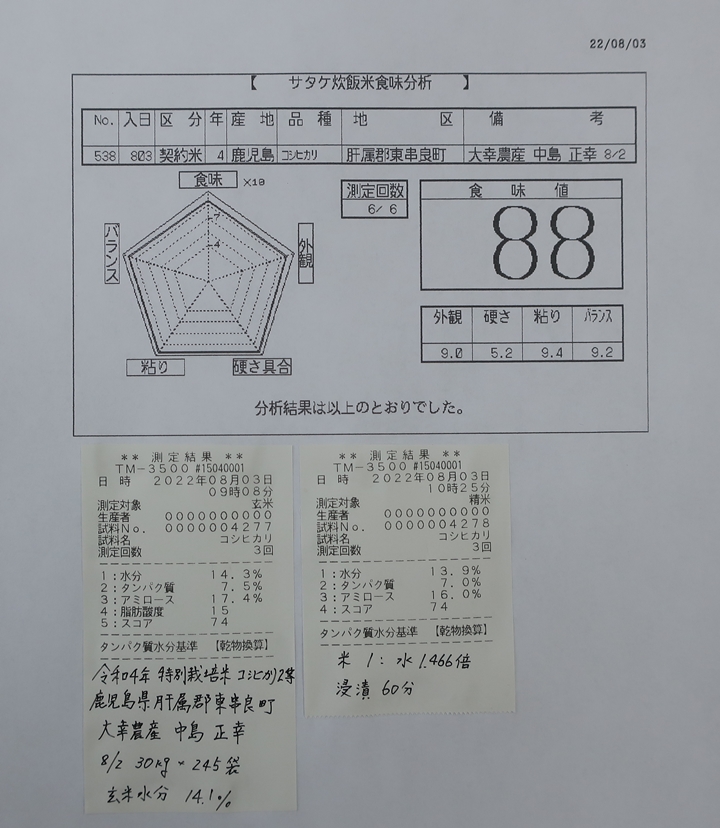 22/08/03
【 サタケ炊飯米食味分析 】
No. 入日 区分 年 産地 品種 地区 備考
538 803 契約米 4 鹿児島 コシヒカリ 肝属郡東串良町 大幸農産 中島 正幸 8/2
食味 ×10
バランス
外観
粘り
硬さ具合
7
4
測定回数
6/ 6
食味値
88
外観 硬さ 粘り バランス
9.0 5.2 9.4 9.2
分析結果は以上のとおりでした。
** 測定結果 **
TM-3500 #15040001
日 時 2022年08月03日
09時08分
測定対象 玄米
生産者 0000000000
試料No. 0000004277
試料名 コシヒカリ
測定回数 3回
1:水分 14.3%
2:タンパク質 7.5%
3:アミロース 17.4%
4:脂肪酸度 15
5:スコア 74
タンパク質水分基準 【乾物換算】
令和4年 特別栽培米 コシヒカリ2等
鹿児島県肝属郡東串良町
大幸農産 中島 正幸
8/2 30kg × 245袋
玄米水分 14.1%
** 測定結果 **
TM-3500 #15040001
日 時 2022年08月03日
10時25分
測定対象 精米
生産者 0000000000
試料No. 0000004278
試料名 コシヒカリ
測定回数 3回
1:水分 13.9%
2:タンパク質 7.0%
3:アミロース 16.0%
4:スコア 74
タンパク質水分基準 【乾物換算】
米 1:水 1.466倍
浸漬 60分